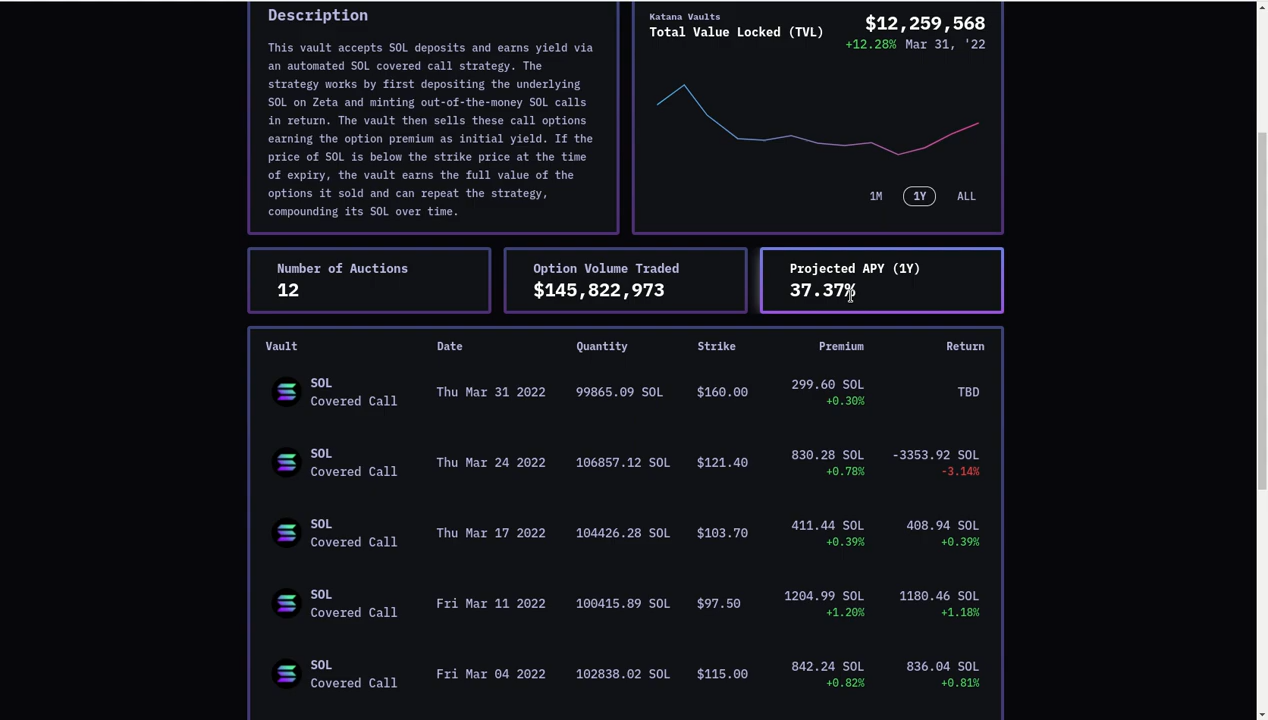 Description
This vault accepts SOL deposits and earns yield via
an automated SOL covered call strategy. The
strategy works by first depositing the underlying
SOL on Zeta and minting out-of-the-money SOL calls
in return. The vault then sells these call options
earning the option premium as initial yield. If the
price of SOL is below the strike price at the time
of expiry, the vault earns the full value of the
options it sold and can repeat the strategy,
compounding its SOL over time.
Katana Vaults
Total Value Locked (TVL)
$12,259,568
+12.28% Mar 31, '22
1M 1Y ALL
Number of Auctions
12
Option Volume Traded
$145,822,973
Projected APY (1Y)
37.37%
Vault Date Quantity Strike Premium Return
SOL
Covered Call
Thu Mar 31 2022 99865.09 SOL $160.00
299.60 SOL
+0.30%
TBD
SOL
Covered Call
Thu Mar 24 2022 106857.12 SOL $121.40
830.28 SOL
+0.78%
-3353.92 SOL
-3.14%
SOL
Covered Call
Thu Mar 17 2022 104426.28 SOL $103.70
411.44 SOL
+0.39%
408.94 SOL
+0.39%
SOL
Covered Call
Fri Mar 11 2022 100415.89 SOL $97.50
1204.99 SOL
+1.20%
1180.46 SOL
+1.18%
SOL
Covered Call
Fri Mar 04 2022 102838.02 SOL $115.00
842.24 SOL
+0.82%
836.04 SOL
+0.81%